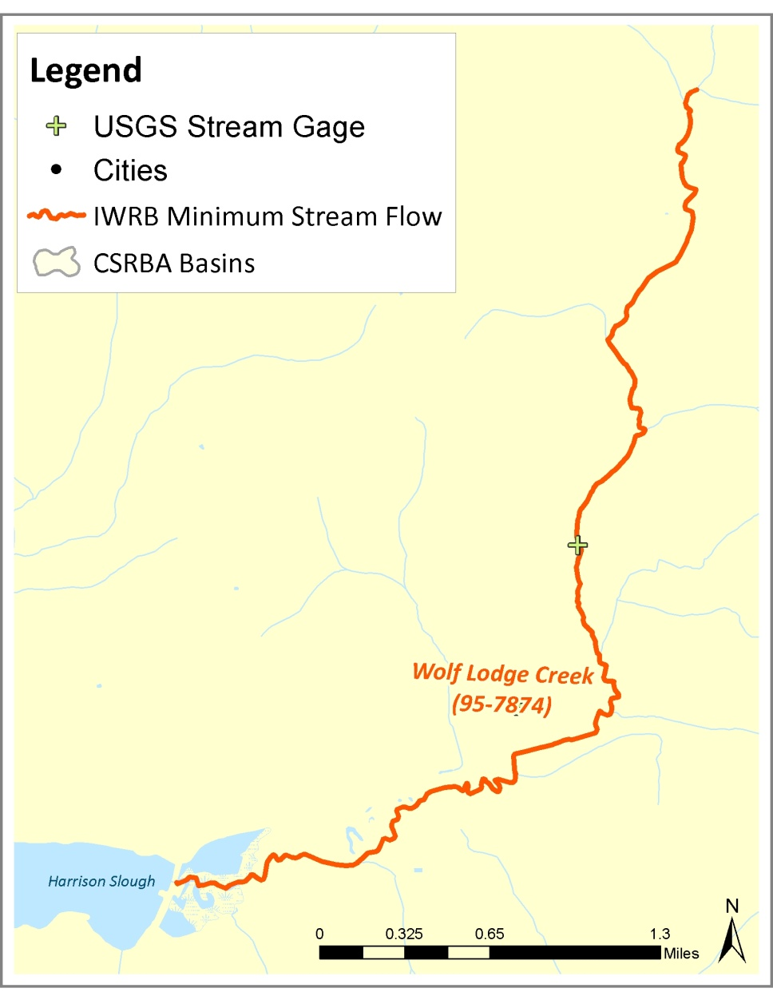 Legend
USGS Stream Gage
Cities
IWRB Minimum Stream Flow
CSRBA Basins
Wolf Lodge Creek
(95-7874)
Harrison Slough
N
0 0.325 0.65 1.3
Miles